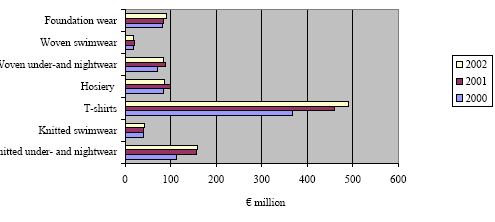 Foundation wear
Woven swimwear
Woven under-and nightwear
Hosiery
T-shirts
Knitted swimwear
nitted under- and nightwear
0 100 200 300 400 500 600
€ million
2002
2001
2000